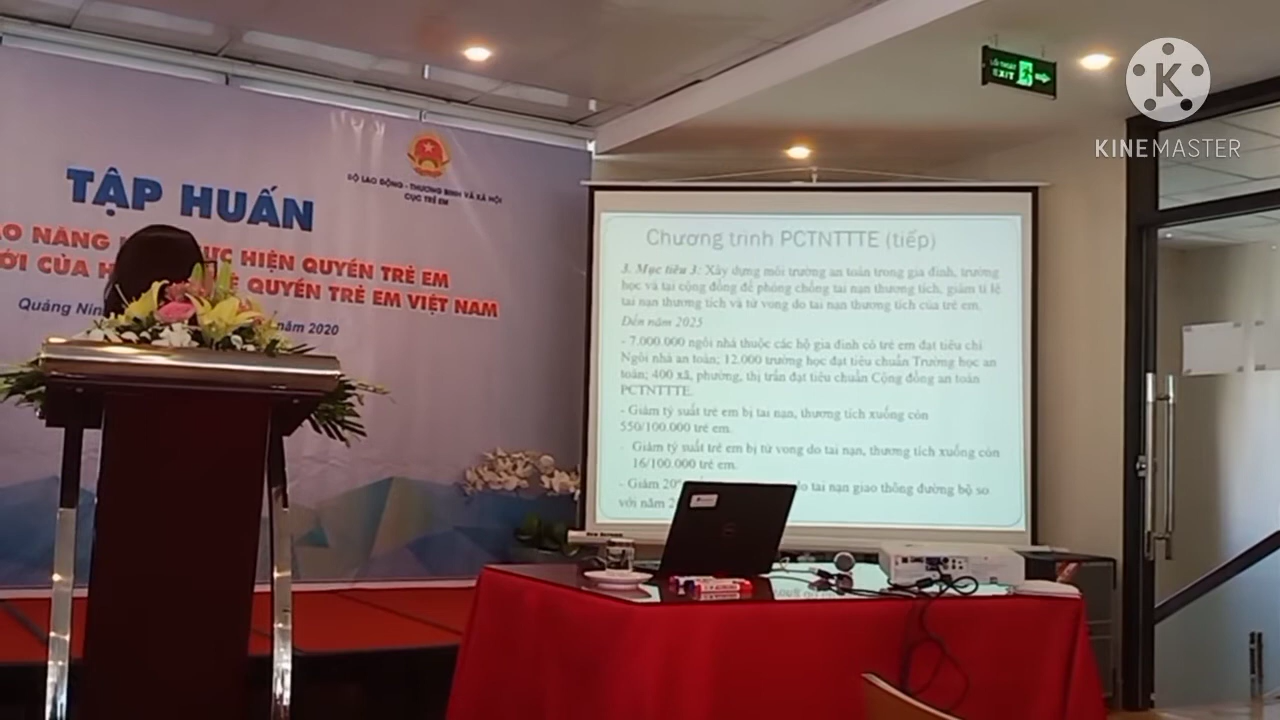 K
KINEMASTER
LỐI THOÁT
EXIT
BỘ LAO ĐỘNG - THƯƠNG BINH VÀ XÃ HỘI
CỤC TRẺ EM
TẬP HUẤN
NĂNG HIỆN QUYỀN TRẺ EM
CỦA QUYỀN TRẺ EM VIỆT NAM
Quảng Nin năm 2020
Chương trình PCTNTTTE (tiếp)
3. Mục tiêu 3: Xây dựng môi trường an toàn trong gia đình, trường
học và tại cộng đồng để phòng chống tai nạn thương tích, giảm tỉ lệ
tai nạn thương tích và tử vong do tai nạn thương tích của trẻ em.
Đến năm 2025
- 7.000.000 ngôi nhà thuộc các hộ gia đình có trẻ em đạt tiêu chí
Ngôi nhà an toàn; 12.000 trường học đạt tiêu chuẩn Trường học an
toàn; 400 xã, phường, thị trấn đạt tiêu chuẩn Cộng đồng an toàn
PCTNTTTE.
- Giảm tỷ suất trẻ em bị tai nạn, thương tích xuống còn
550/100.000 trẻ em.
- Giảm tỷ suất trẻ em bị tử vong do tai nạn, thương tích xuống còn
16/100.000 trẻ em.
- Giảm 20 do tai nạn giao thông đường bộ so
với năm 2